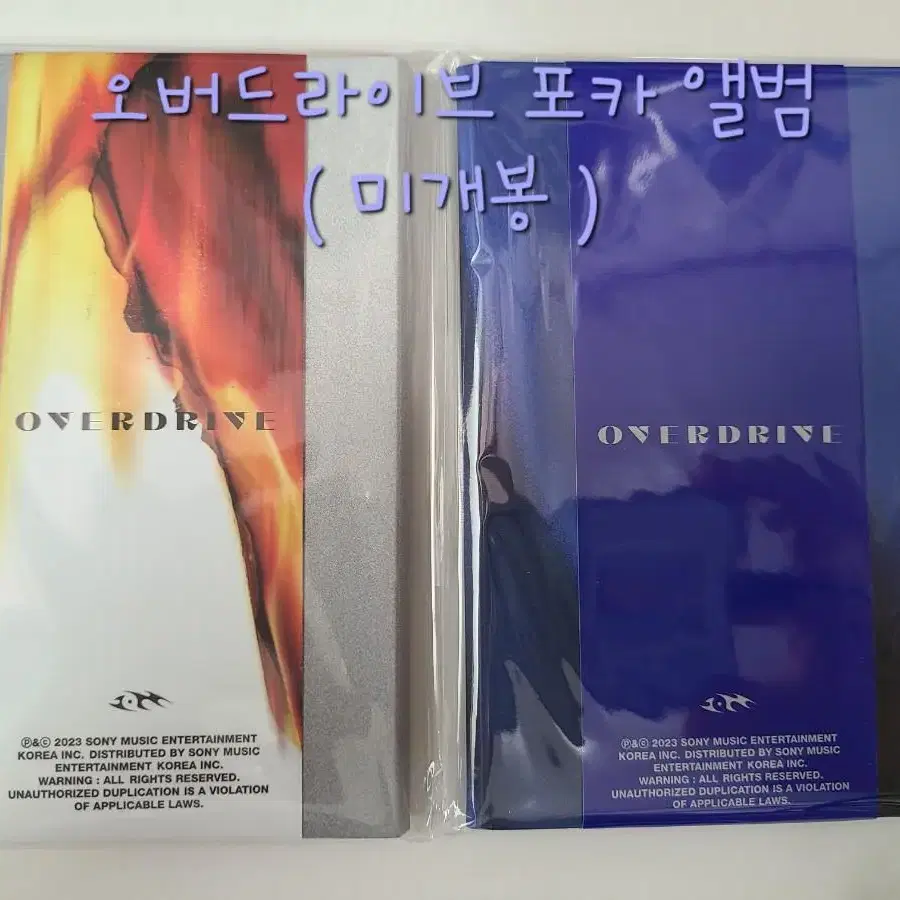 오버드라이브 포카 앨범
( 미개봉 )
OVERDRIVE
℗&© 2023 SONY MUSIC ENTERTAINMENT
KOREA INC. DISTRIBUTED BY SONY MUSIC
ENTERTAINMENT KOREA INC.
WARNING : ALL RIGHTS RESERVED.
UNAUTHORIZED DUPLICATION IS A VIOLATION
OF APPLICABLE LAWS.
OVERDRIVE
℗&© 2023 SONY MUSIC ENTERTAINMENT
KOREA INC. DISTRIBUTED BY SONY MUSIC
ENTERTAINMENT KOREA INC.
WARNING : ALL RIGHTS RESERVED.
UNAUTHORIZED DUPLICATION IS A VIOLATION
OF APPLICABLE LAWS.